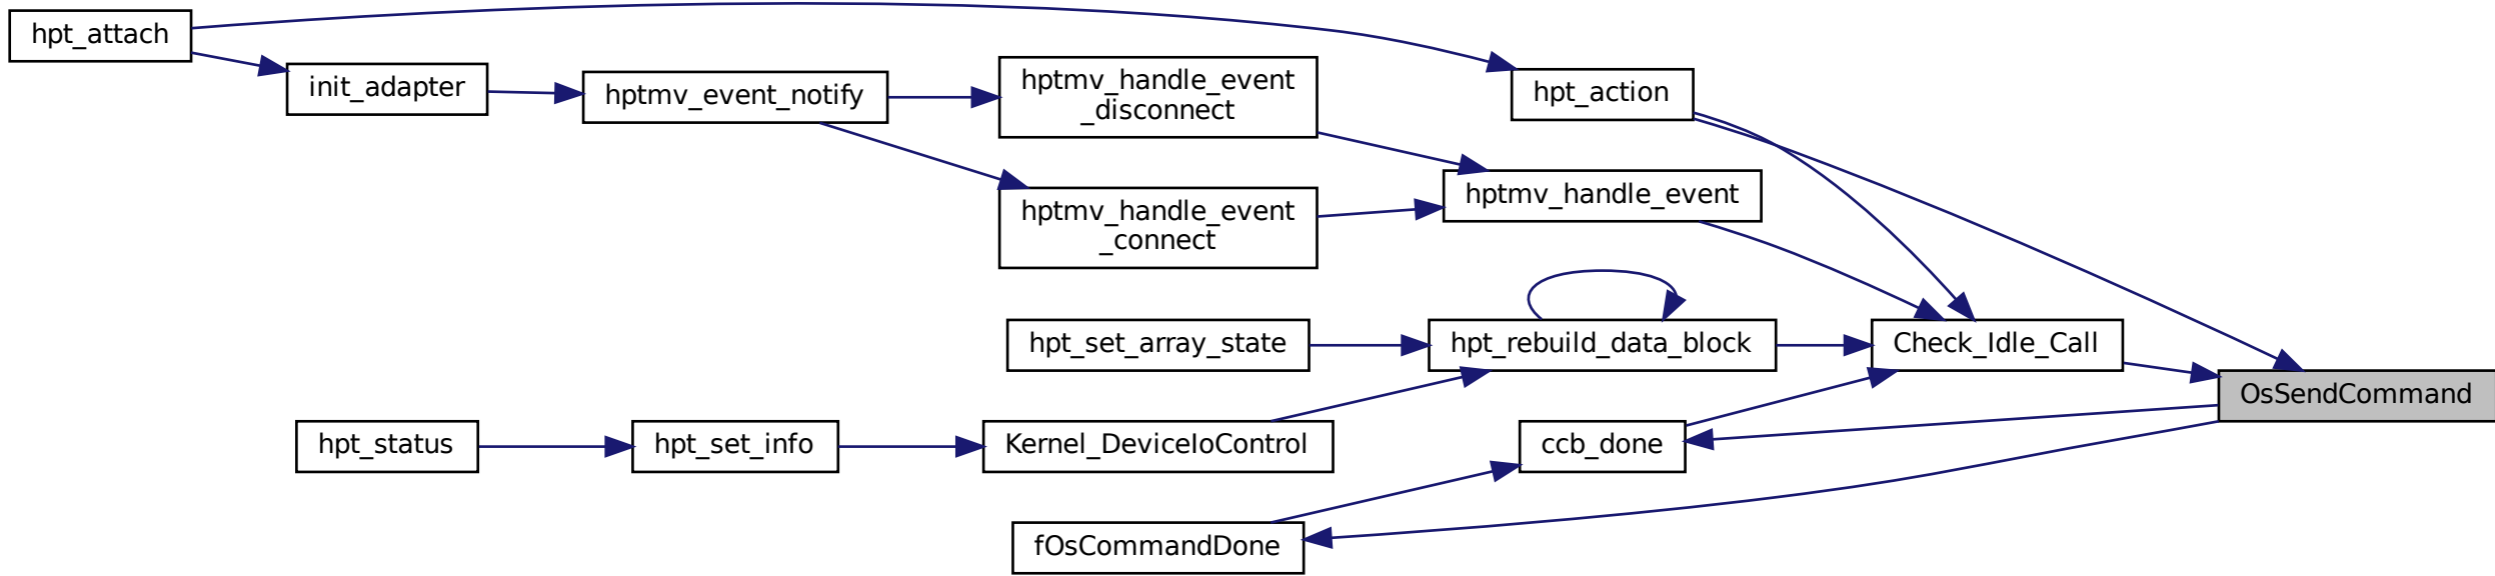 hpt_attach
init_adapter
hptmv_event_notify
hptmv_handle_event
_disconnect
hptmv_handle_event
_connect
hpt_action
hptmv_handle_event
hpt_set_array_state
hpt_rebuild_data_block
Check_Idle_Call
OsSendCommand
hpt_status
hpt_set_info
Kernel_DeviceIoControl
ccb_done
fOsCommandDone